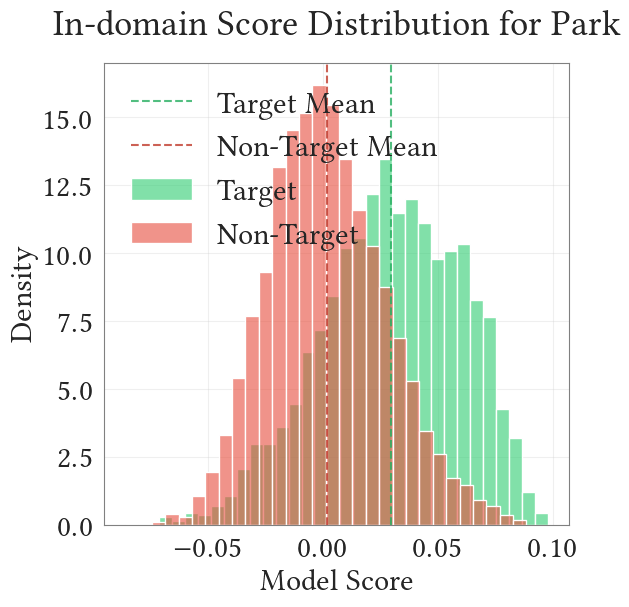 In-domain Score Distribution for Park
Target Mean
Non-Target Mean
Target
Non-Target
Density
15.0
12.5
10.0
7.5
5.0
2.5
0.0
−0.05
0.00
0.05
0.10
Model Score